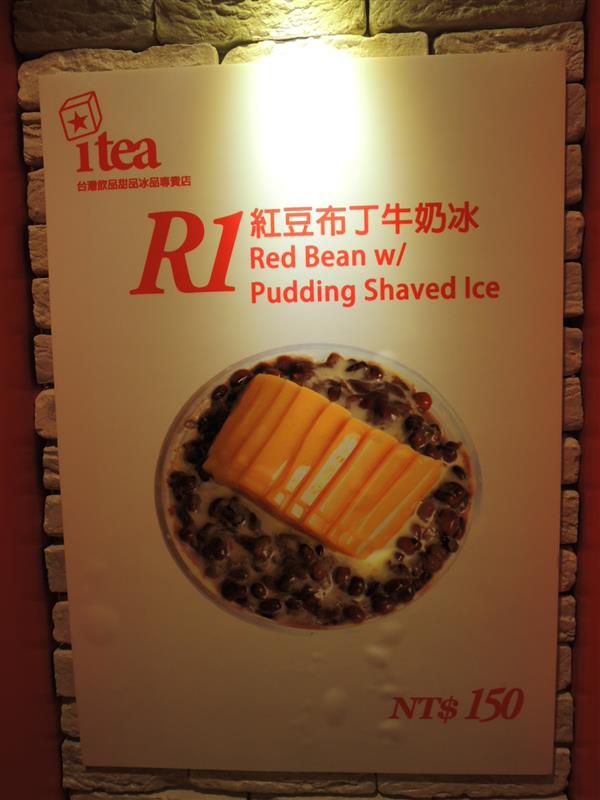 itea
台灣飲品甜品冰品專賣店
R1
紅豆布丁牛奶冰
Red Bean w/
Pudding Shaved Ice
NT$ 150